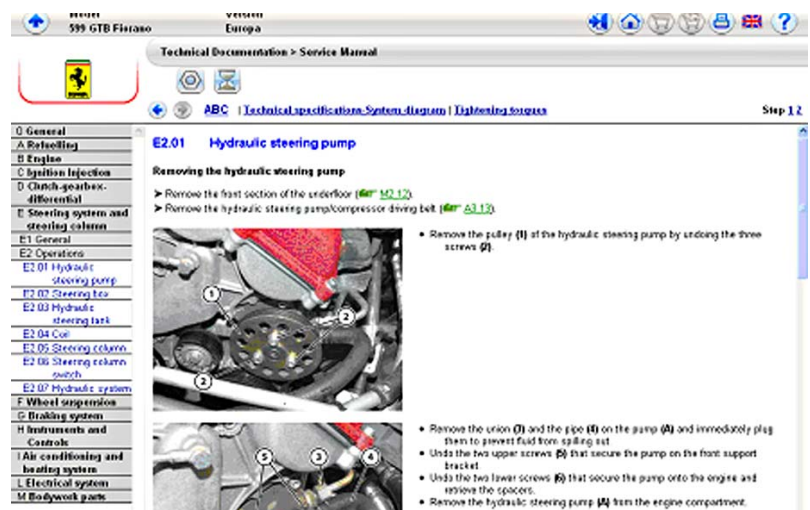 Model
Version
599 GTB Fiorano
Europa
Technical Documentation > Service Manual
ABC | Technical specifications-System diagram | Tightening torques
Step 1 2
0 General
A Refuelling
B Engine
C Ignition Injection
D Clutch-gearbox-
differential
E Steering system and
steering column
E1 General
E2 Operations
E2.01 Hydraulic
steering pump
E2.02 Steering box
E2.03 Hydraulic
steering tank
E2.04 Coil
E2.05 Steering column
E2.06 Steering column
switch
E2.07 Hydraulic system
F Wheel suspension
G Braking system
H Instruments and
Controls
I Air conditioning and
heating system
L Electrical system
M Bodywork parts
E2.01 Hydraulic steering pump
Removing the hydraulic steering pump
➤ Remove the front section of the underfloor (M2.12).
➤ Remove the hydraulic steering pump/compressor driving belt (A3.13).
1
2
2
• Remove the pulley (1) of the hydraulic steering pump by undoing the three
screws (2).
5
3
4
• Remove the union (3) and the pipe (4) on the pump (A) and immediately plug
them to prevent fluid from spilling out
• Undo the two upper screws (5) that secure the pump on the front support
bracket
• Undo the two lower screws (6) that secure the pump onto the engine and
retrieve the spacers.
• Remove the hydraulic steering pump (A) from the engine compartment.